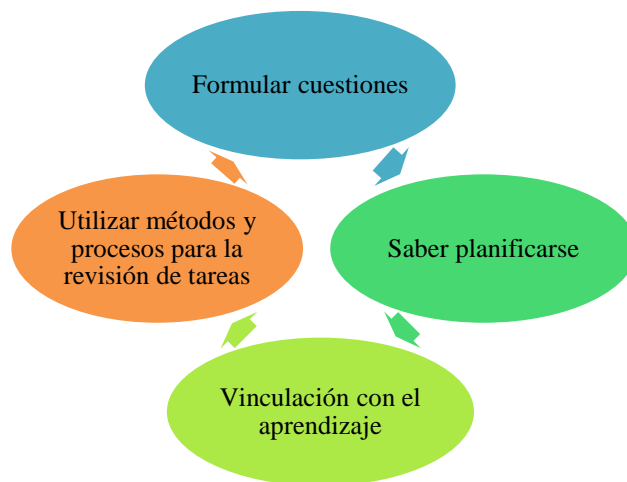 Formular cuestiones
Utilizar métodos y
procesos para la
revisión de tareas
Saber planificarse
Vinculación con el
aprendizaje